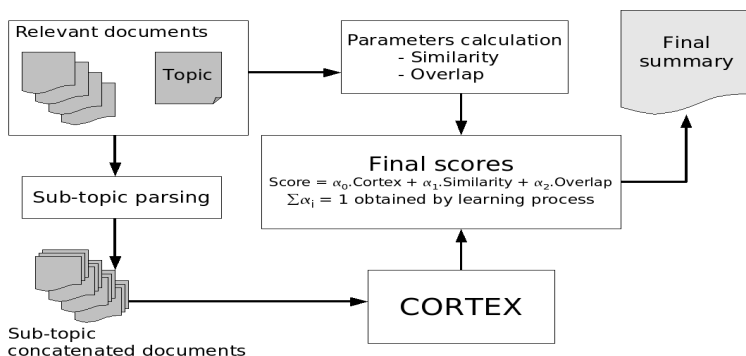 Relevant documents
Topic
Parameters calculation
- Similarity
- Overlap
Final
summary
Sub-topic parsing
Final scores
Score = α₀.Cortex + α₁.Similarity + α₂.Overlap
∑αᵢ = 1 obtained by learning process
CORTEX
Sub-topic
concatenated documents